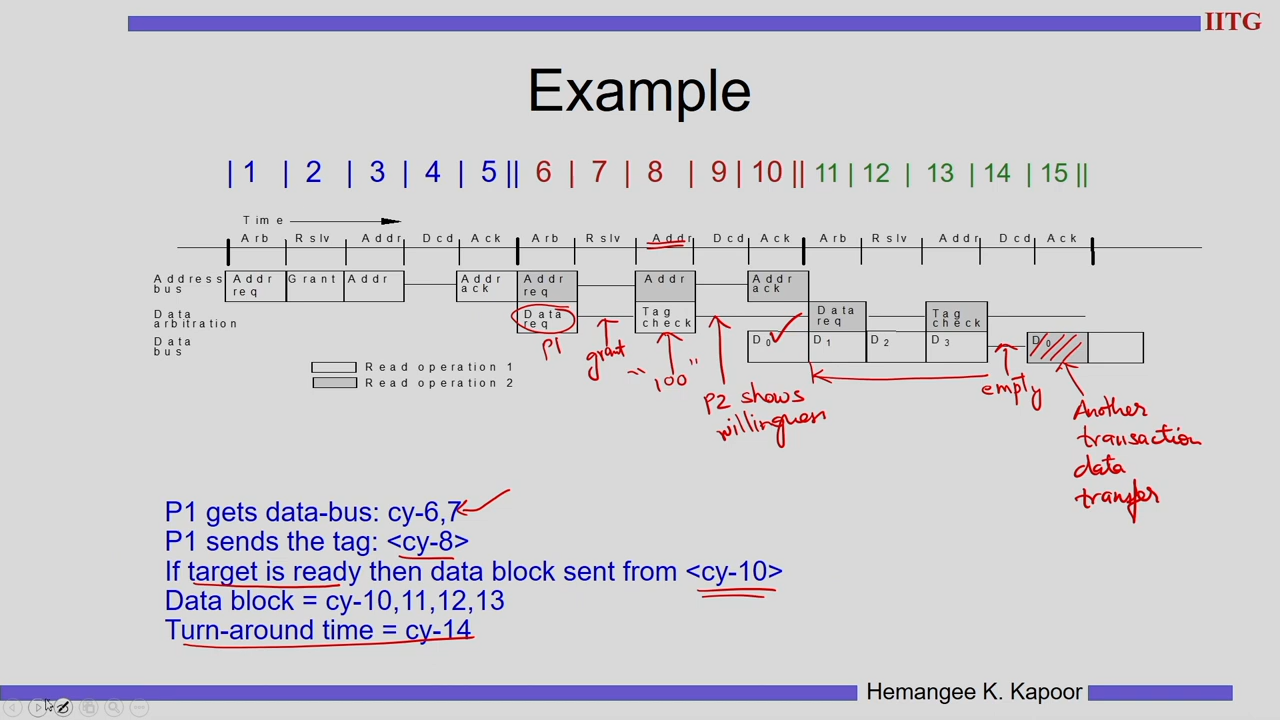 IITG
Example
| 1 | 2 | 3 | 4 | 5 || 6 | 7 | 8 | 9 | 10 || 11 | 12 | 13 | 14 | 15 ||
Time
Arb Rslv Addr Dcd Ack Arb Rslv Addr Dcd Ack Arb Rslv Addr Dcd Ack
Address bus
Addr req
Grant
Addr
Addr ack
Addr req
Addr
Addr ack
Data arbitration
Data req
Tag check
Data req
Tag check
Data bus
D0
D1
D2
D3
D0
P1
grant
"100"
P2 shows
willingness
empty
Another
transaction
data
transfer
Read operation 1
Read operation 2
P1 gets data-bus: cy-6,7
P1 sends the tag: <cy-8>
If target is ready then data block sent from <cy-10>
Data block = cy-10,11,12,13
Turn-around time = cy-14
Hemangee K. Kapoor